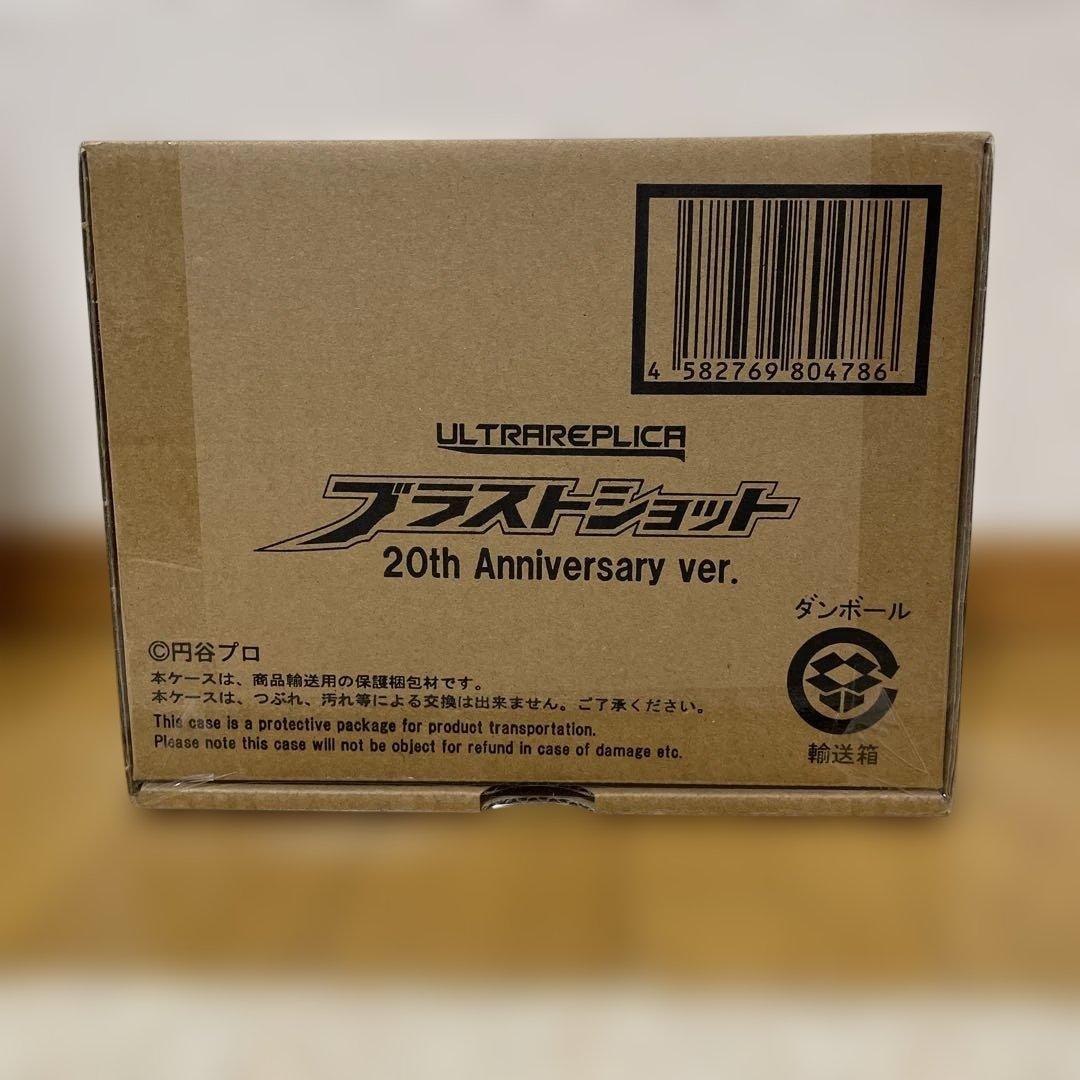 4 582769 804786
ULTRAREPLICA
ブラストショット
20th Anniversary ver.
ダンボール
©円谷プロ
本ケースは、商品輸送用の保護梱包材です。
本ケースは、つぶれ、汚れ等による交換は出来ません。ご了承ください。
This case is a protective package for product transportation.
Please note this case will not be object for refund in case of damage etc.
輸送箱